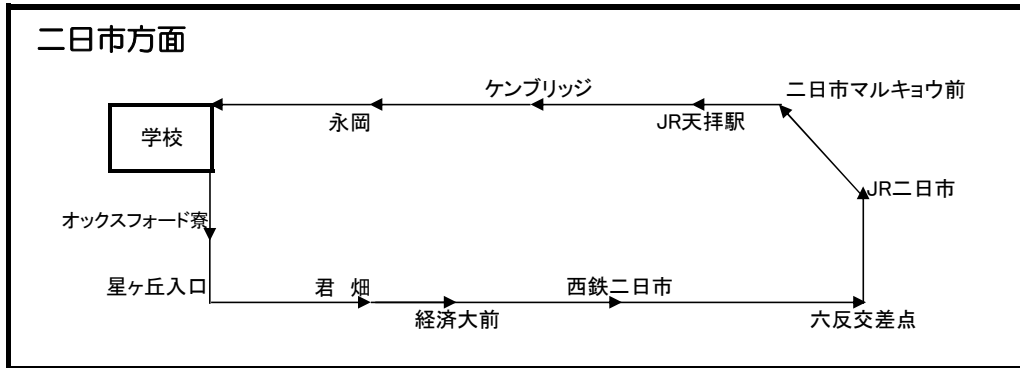 二日市方面
ケンブリッジ
二日市マルキョウ前
学校
永岡
JR天拝駅
JR二日市
オックスフォード寮
星ヶ丘入口
君 畑
西鉄二日市
経済大前
六反交差点